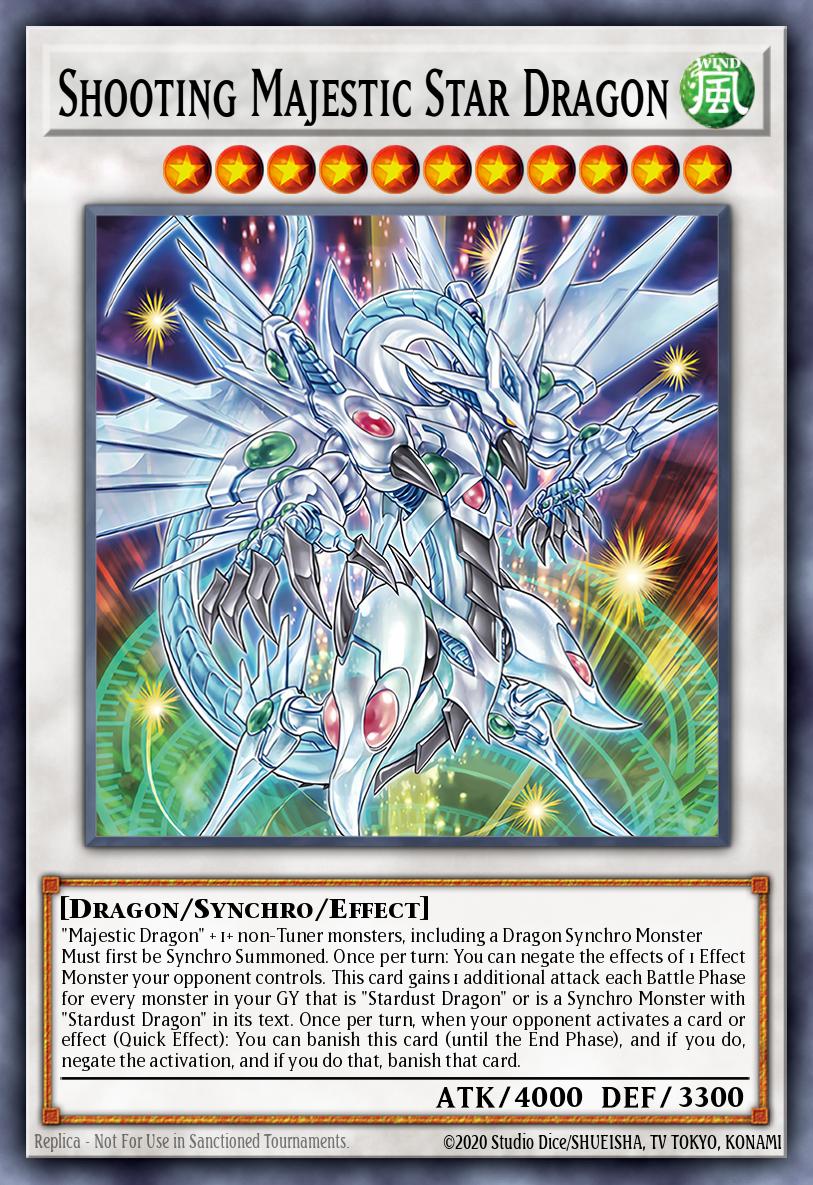 Shooting Majestic Star Dragon
WIND
風
[Dragon/Synchro/Effect]
"Majestic Dragon" + 1+ non-Tuner monsters, including a Dragon Synchro Monster
Must first be Synchro Summoned. Once per turn: You can negate the effects of 1 Effect
Monster your opponent controls. This card gains 1 additional attack each Battle Phase
for every monster in your GY that is "Stardust Dragon" or is a Synchro Monster with
"Stardust Dragon" in its text. Once per turn, when your opponent activates a card or
effect (Quick Effect): You can banish this card (until the End Phase), and if you do,
negate the activation, and if you do that, banish that card.
ATK/4000 DEF/3300
Replica - Not For Use in Sanctioned Tournaments.
©2020 Studio Dice/SHUEISHA, TV TOKYO, KONAMI